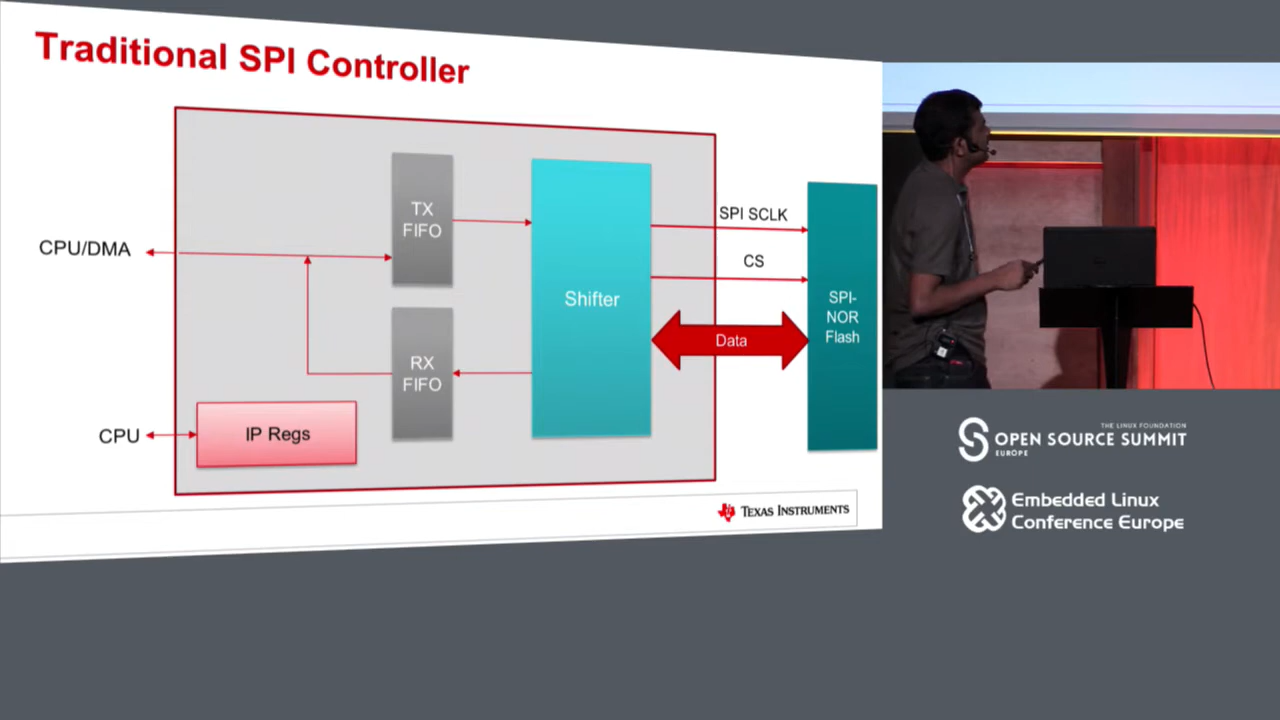 Traditional SPI Controller
TX
FIFO
SPI SCLK
CPU/DMA
CS
Shifter
SPI-
NOR
Flash
Data
RX
FIFO
CPU
IP Regs
TEXAS INSTRUMENTS
THE LINUX FOUNDATION
OPEN SOURCE SUMMIT
EUROPE
Embedded Linux
Conference Europe